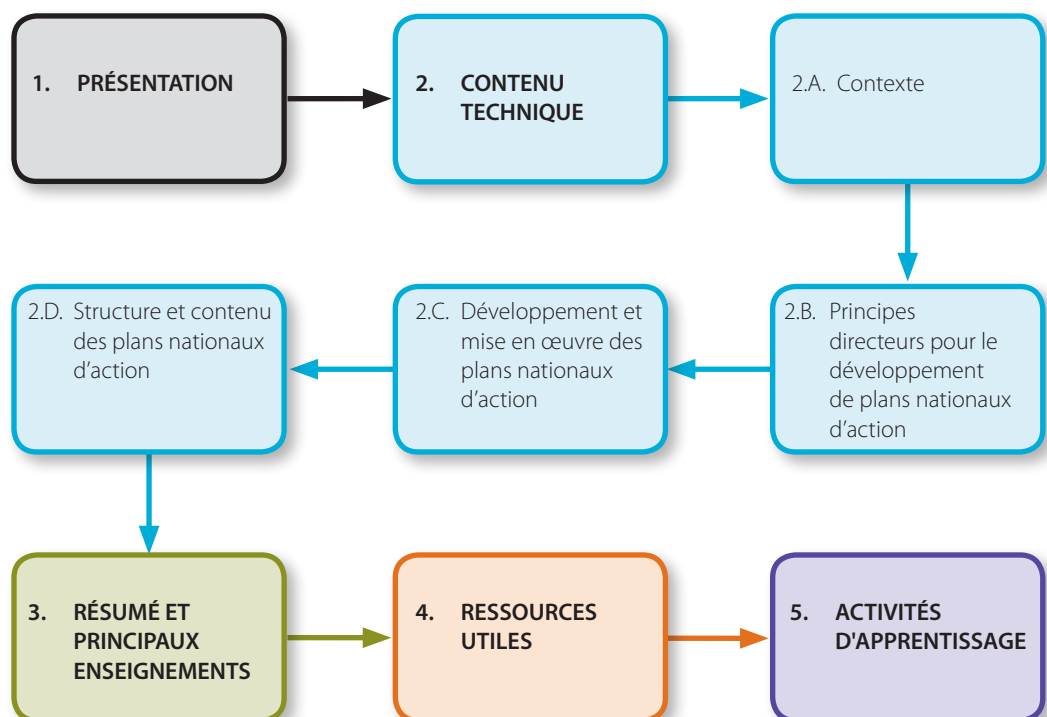 1. PRÉSENTATION
2. CONTENU
TECHNIQUE
2.A. Contexte
2.B. Principes
directeurs pour le
développement
de plans nationaux
d’action
2.C. Développement et
mise en œuvre des
plans nationaux
d’action
2.D. Structure et contenu
des plans nationaux
d’action
3. RÉSUMÉ ET
PRINCIPAUX
ENSEIGNEMENTS
4. RESSOURCES
UTILES
5. ACTIVITÉS
D'APPRENTISSAGE